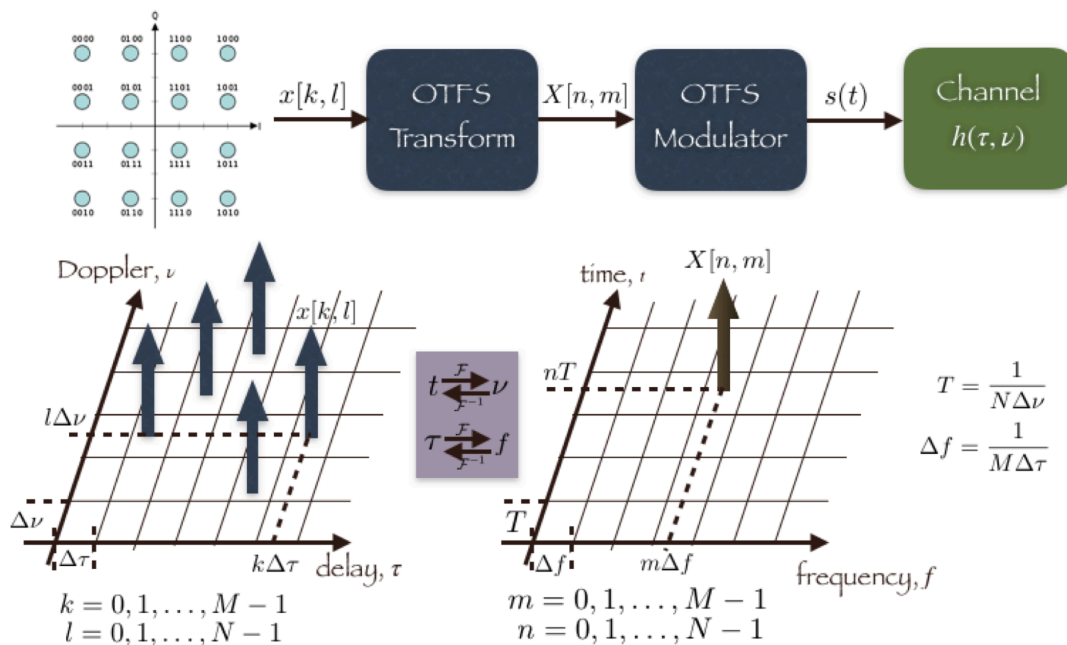 Q
0000 0100 1100 1000
0001 0101 1101 1001
I
0011 0111 1111 1011
0010 0110 1110 1010
x[k, l]
OTFS
Transform
X[n, m]
OTFS
Modulator
s(t)
Channel
h(τ, ν)
Doppler, ν
x[k, l]
lΔν
Δν
Δτ
kΔτ
delay, τ
k = 0, 1, . . . , M − 1
l = 0, 1, . . . , N − 1
t F ν
F⁻¹
τ F f
F⁻¹
time, t
X[n, m]
nT
T
Δf
mΔf
frequency, f
m = 0, 1, . . . , M − 1
n = 0, 1, . . . , N − 1
T = 1/(NΔν)
Δf = 1/(MΔτ)